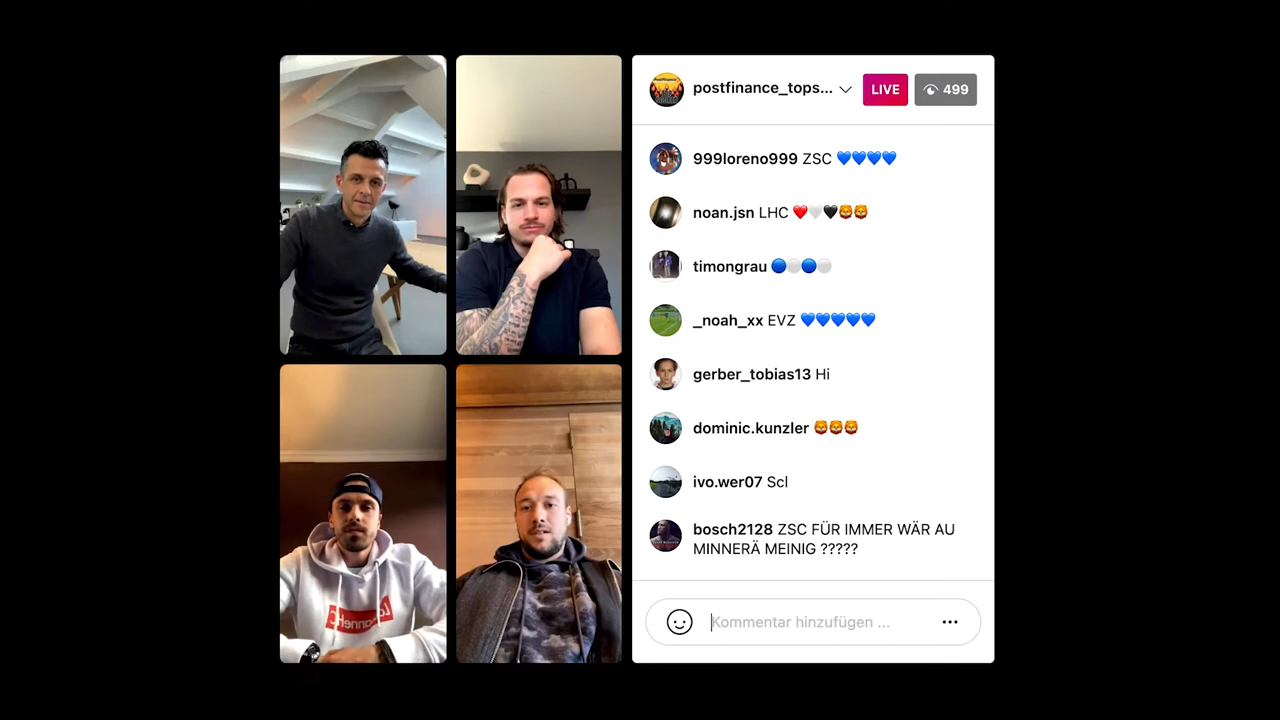 postfinance_tops...
LIVE
499
999loreno999 ZSC 💙💙💙💙
noan.jsn LHC ❤️🤍🖤🦁🦁
timongrau 🔵⚪🔵⚪
_noah_xx EVZ 💙💙💙💙💙
gerber_tobias13 Hi
dominic.kunzler 🦁🦁🦁
ivo.wer07 Scl
bosch2128 ZSC FÜR IMMER WÄR AU
MINNERÄ MEINIG ?????
Kommentar hinzufügen ...